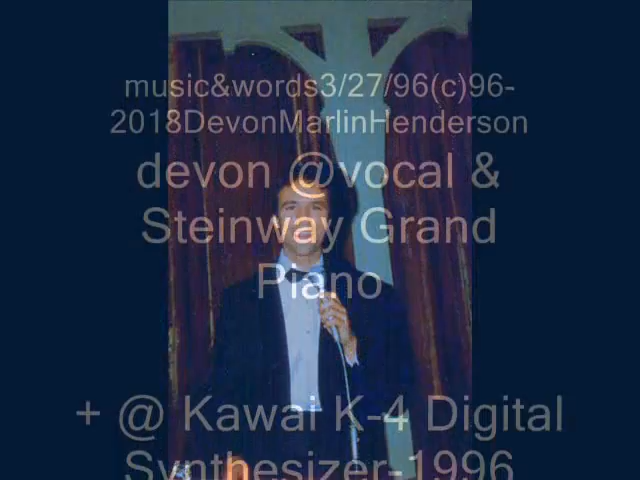 music&words3/27/96(c)96-
2018DevonMarlinHenderson
devon @vocal &
Steinway Grand
Piano
+ @ Kawai K-4 Digital
Synthesizer-1996